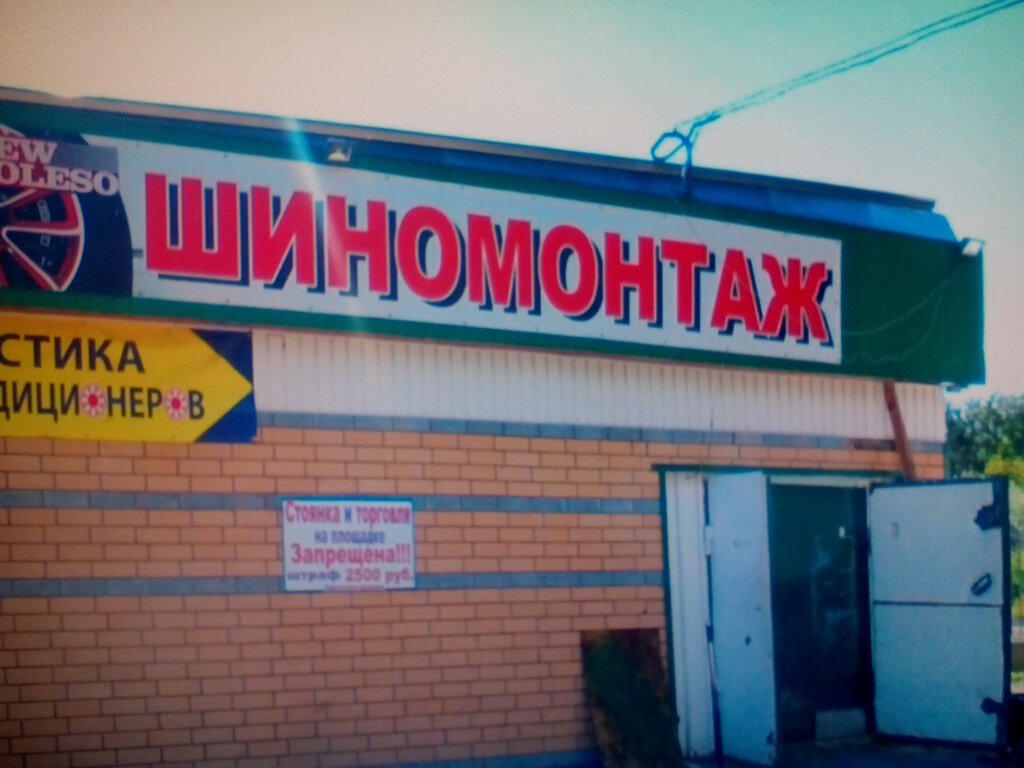 EW
OLESO
ШИНОМОНТАЖ
СТИКА
ДИЦИОНЕРОВ
Стоянка и торговля
на площадке
Запрещена!!!
штраф 2500 руб.